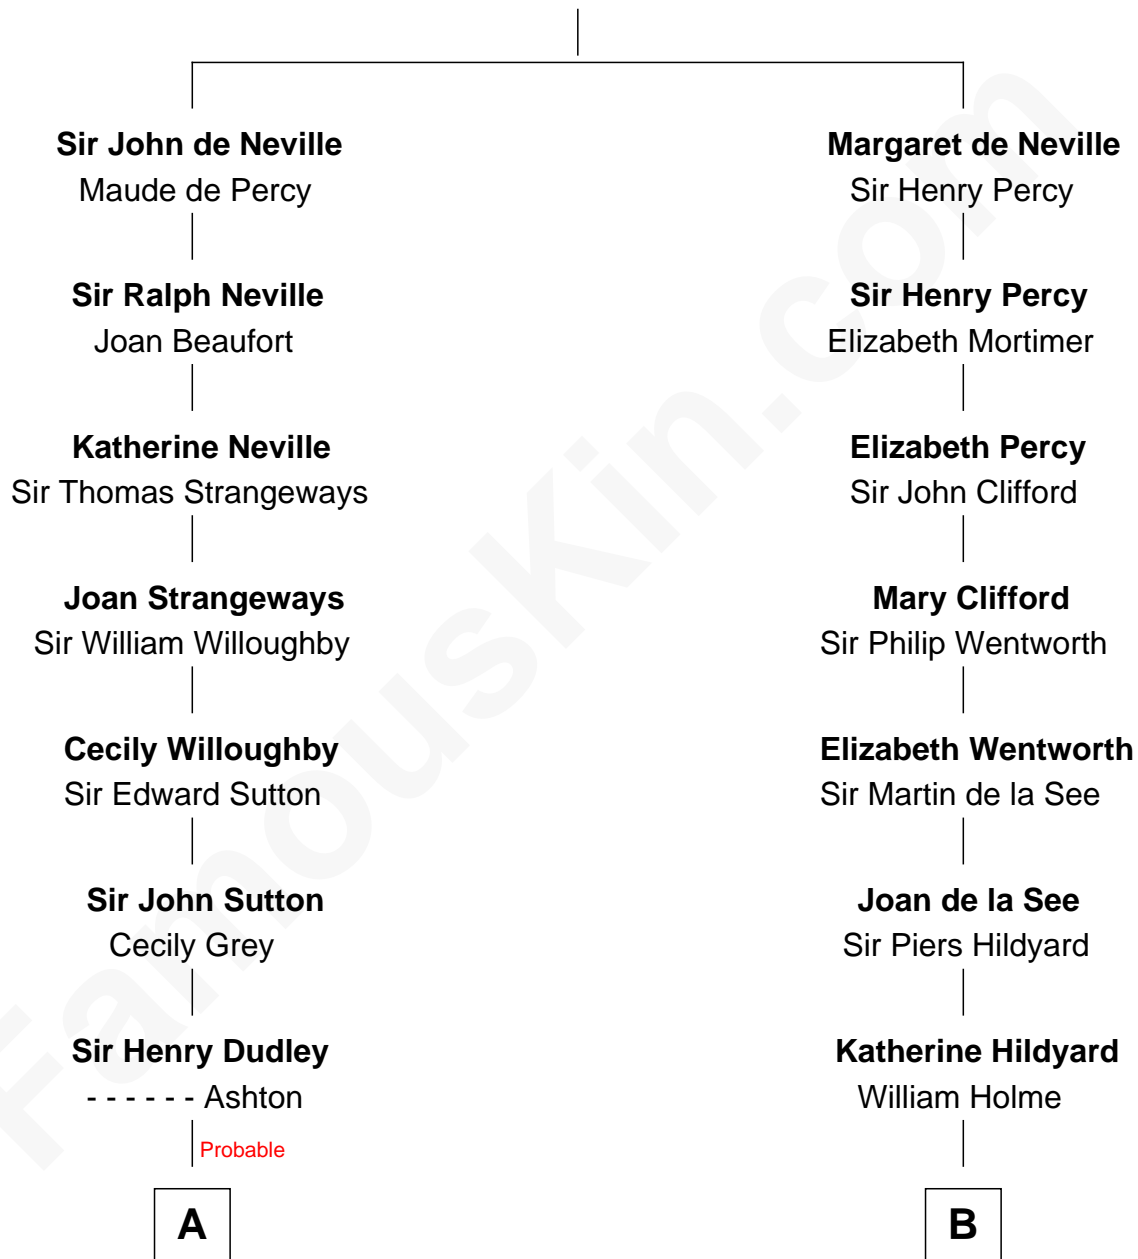 Sir John de Neville
Maude de Percy
Sir Ralph Neville
Joan Beaufort
Katherine Neville
Sir Thomas Strangeways
Joan Strangeways
Sir William Willoughby
Cecily Willoughby
Sir Edward Sutton
Sir John Sutton
Cecily Grey
Sir Henry Dudley
- - - - - - Ashton
Probable
A
Margaret de Neville
Sir Henry Percy
Sir Henry Percy
Elizabeth Mortimer
Elizabeth Percy
Sir John Clifford
Mary Clifford
Sir Philip Wentworth
Elizabeth Wentworth
Sir Martin de la See
Joan de la See
Sir Piers Hildyard
Katherine Hildyard
William Holme
B
FamousKin.com